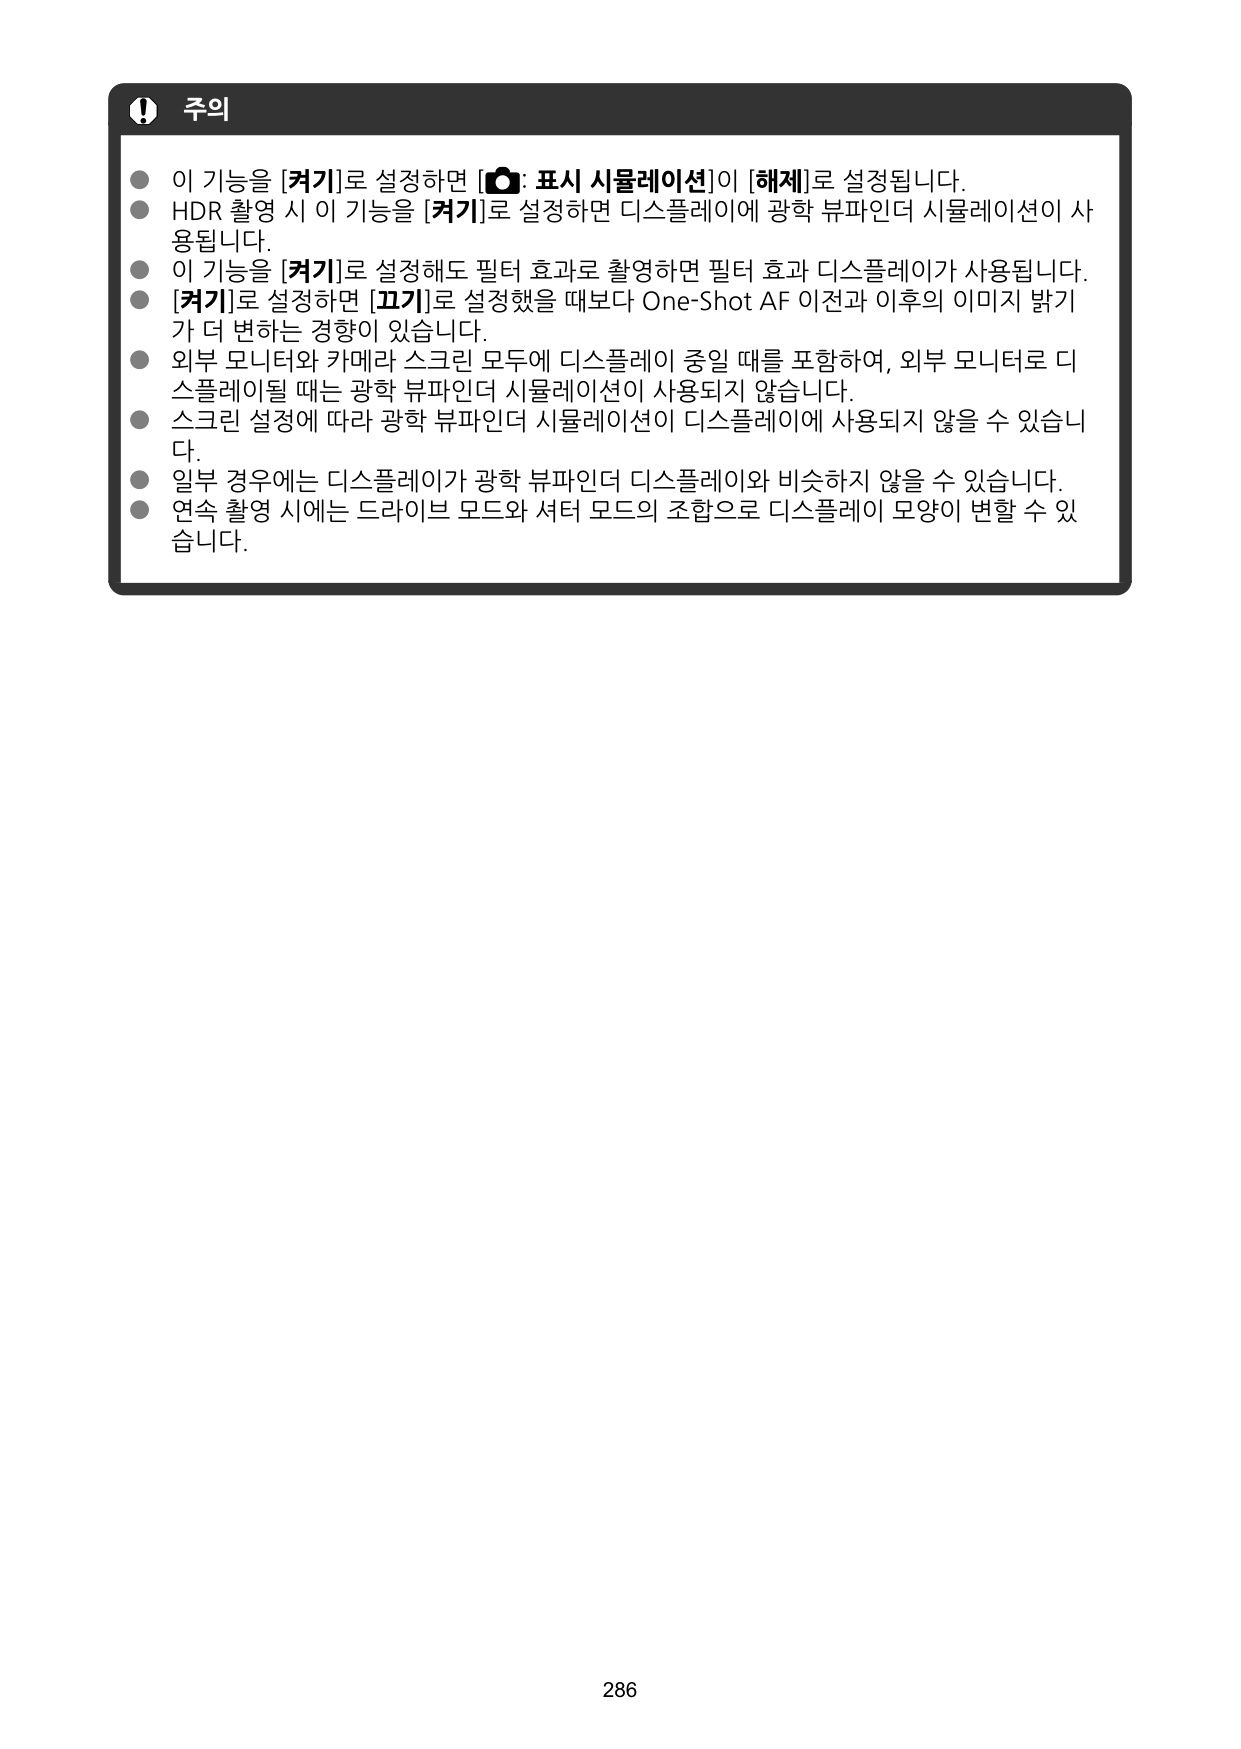 주의
이 기능을 [켜기]로 설정하면 [: 표시 시뮬레이션]이 [해제]로 설정됩니다.
HDR 촬영 시 이 기능을 [켜기]로 설정하면 디스플레이에 광학 뷰파인더 시뮬레이션이 사
용됩니다.
이 기능을 [켜기]로 설정해도 필터 효과로 촬영하면 필터 효과 디스플레이가 사용됩니다.
[켜기]로 설정하면 [끄기]로 설정했을 때보다 One-Shot AF 이전과 이후의 이미지 밝기
가 더 변하는 경향이 있습니다.
외부 모니터와 카메라 스크린 모두에 디스플레이 중일 때를 포함하여, 외부 모니터로 디
스플레이될 때는 광학 뷰파인더 시뮬레이션이 사용되지 않습니다.
스크린 설정에 따라 광학 뷰파인더 시뮬레이션이 디스플레이에 사용되지 않을 수 있습니
다.
일부 경우에는 디스플레이가 광학 뷰파인더 디스플레이와 비슷하지 않을 수 있습니다.
연속 촬영 시에는 드라이브 모드와 셔터 모드의 조합으로 디스플레이 모양이 변할 수 있
습니다.
286